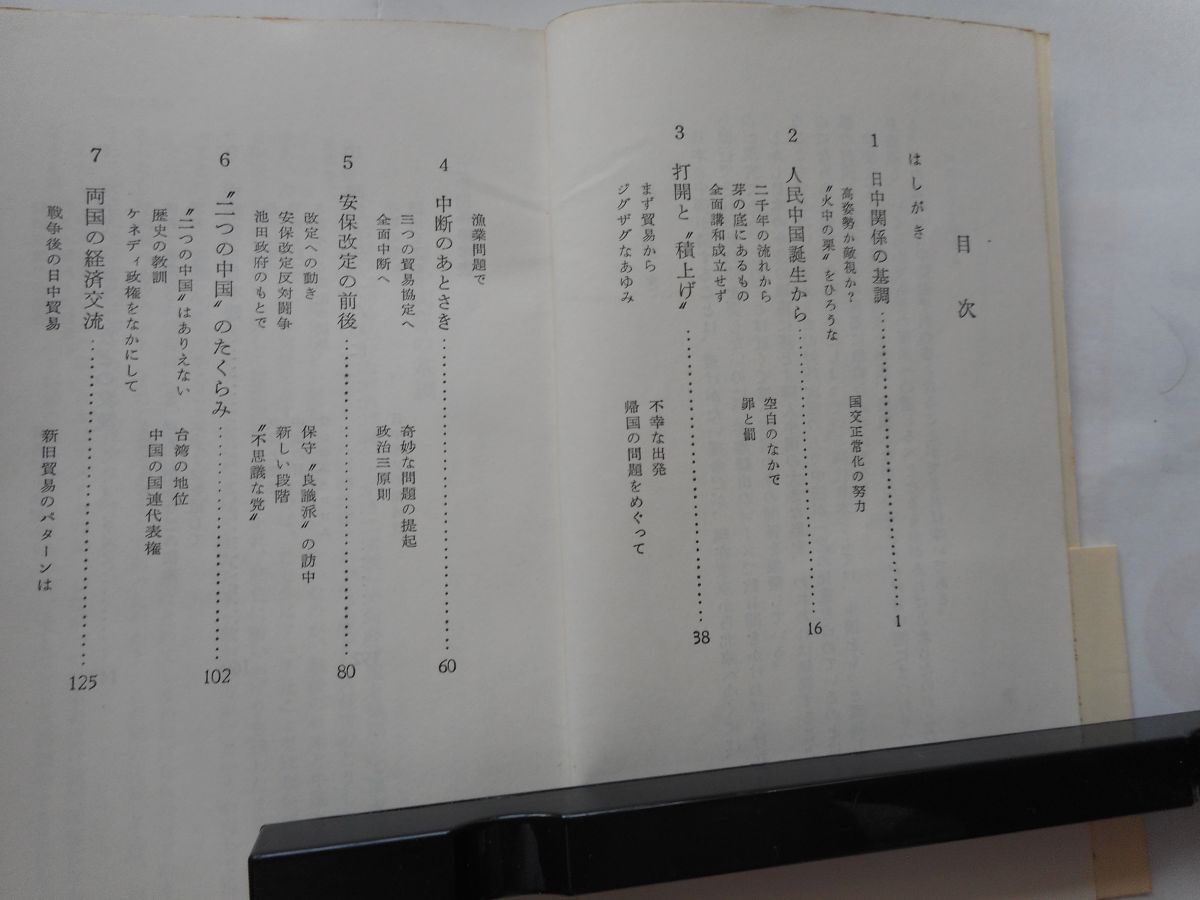 目次
はしがき
1 日中関係の基調……………………1
高姿勢か敵視か？ 国交正常化の努力
〝火中の栗〟をひろうな
2 人民中国誕生から……………………16
二千年の流れから 空白のなかで
芽の底にあるもの 罪と罰
全面講和成立せず
3 打開と〝積上げ〟……………………38
まず貿易から 不幸な出発
ジグザグなあゆみ 帰国の問題をめぐって
漁業問題で
4 中断のあとさき……………………60
三つの貿易協定へ 奇妙な問題の提起
全面中断へ 政治三原則
5 安保改定の前後……………………80
改定への動き 保守〝良識派〟の訪中
安保改定反対闘争 新しい段階
池田政府のもとで 〝不思議な党〟
6 〝二つの中国〟のたくらみ……………………102
〝二つの中国〟はありえない 台湾の地位
歴史の教訓 中国の国連代表権
ケネディ政権をなかにして
7 両国の経済交流……………………125
戦争後の日中貿易 新旧貿易のパターンは